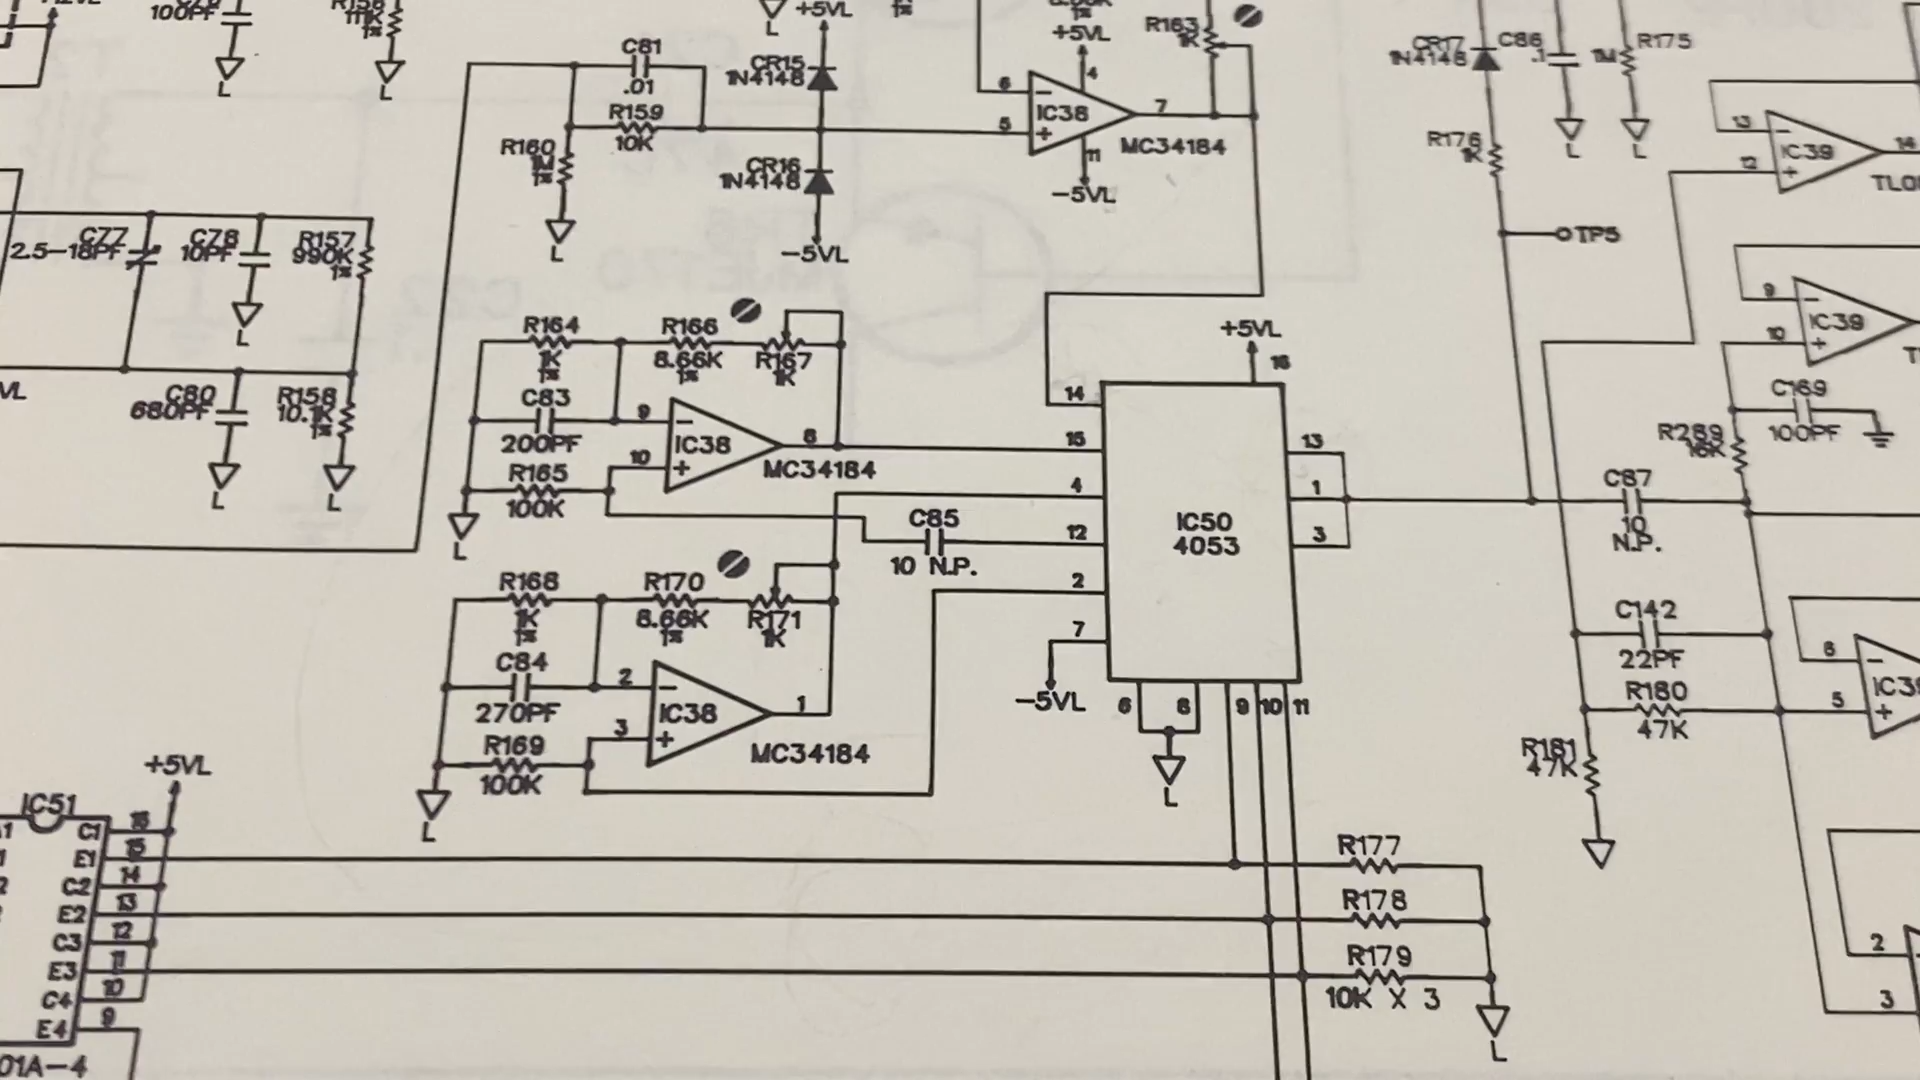 100PF
1%
L
L
+5VL
L
1%
+5VL
R163
1K
CR17
1N4148
C86
.1
1M
R175
C81
.01
R159
10K
R160
1M
1%
L
CR15
1N4148
CR16
1N4148
-5VL
6
5
IC38
4
11
7
MC34184
-5VL
R176
1K
L
L
TP5
13
12
IC39
14
9
10
IC39
C77
2.5-18PF
C78
10PF
L
R157
990K
1%
VL
C80
680PF
L
R158
10.1K
1%
L
R164
1K
1%
R166
8.66K
1%
R167
1K
C83
200PF
R165
100K
L
9
10
IC38
8
MC34184
C85
10 N.P.
R168
1K
1%
R170
8.66K
1%
R171
1K
C84
270PF
R169
100K
L
2
3
IC38
1
MC34184
+5VL
16
14
15
4
12
2
7
-5VL
IC50
4053
13
1
3
6
8
9
10
11
L
C169
100PF
R289
C87
10
N.P.
C142
22PF
R180
47K
R181
47K
6
5
2
3
+5VL
IC51
C1
16
E1
15
C2
14
E2
13
C3
12
E3
11
C4
10
E4
9
01A-4
R177
R178
R179
10K X 3
L